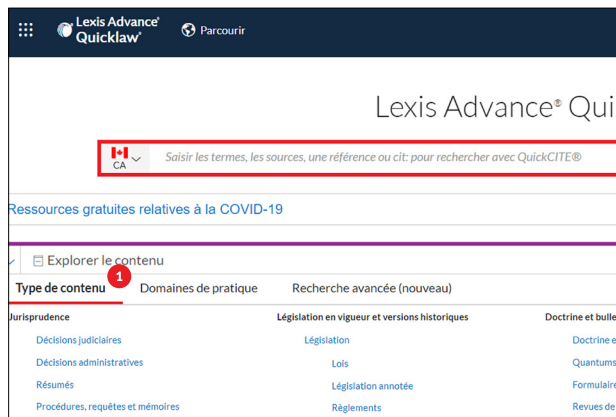 Lexis Advance®
Quicklaw®
Parcourir
Lexis Advance® Qui
CA
Saisir les termes, les sources, une référence ou cit: pour rechercher avec QuickCITE®
Ressources gratuites relatives à la COVID-19
Explorer le contenu
1
Type de contenu Domaines de pratique Recherche avancée (nouveau)
Jurisprudence Législation en vigueur et versions historiques Doctrine et bulle
Décisions judiciaires Législation Doctrine e
Décisions administratives Lois Quantums
Résumés Législation annotée Formulaire
Procédures, requêtes et mémoires Règlements Revues de